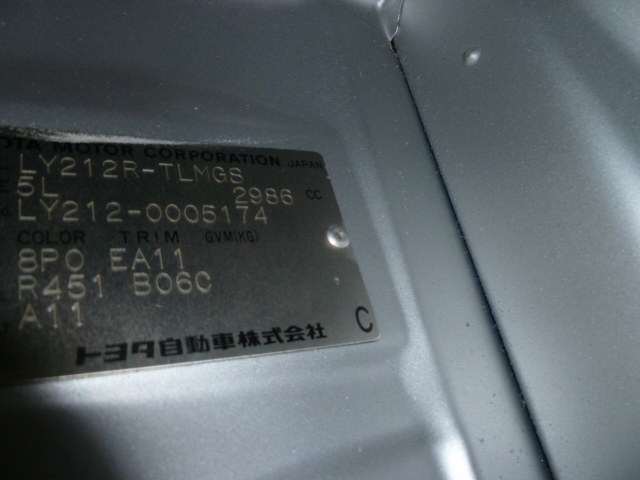 OTA MOTOR CORPORATION JAPAN
LY212R-TLMGS
5L 2986 CC
LY212-0005174
COLOR TRIM GVM(KG)
8P0 EA11
R451 B06C
A11
トヨタ自動車株式会社 C